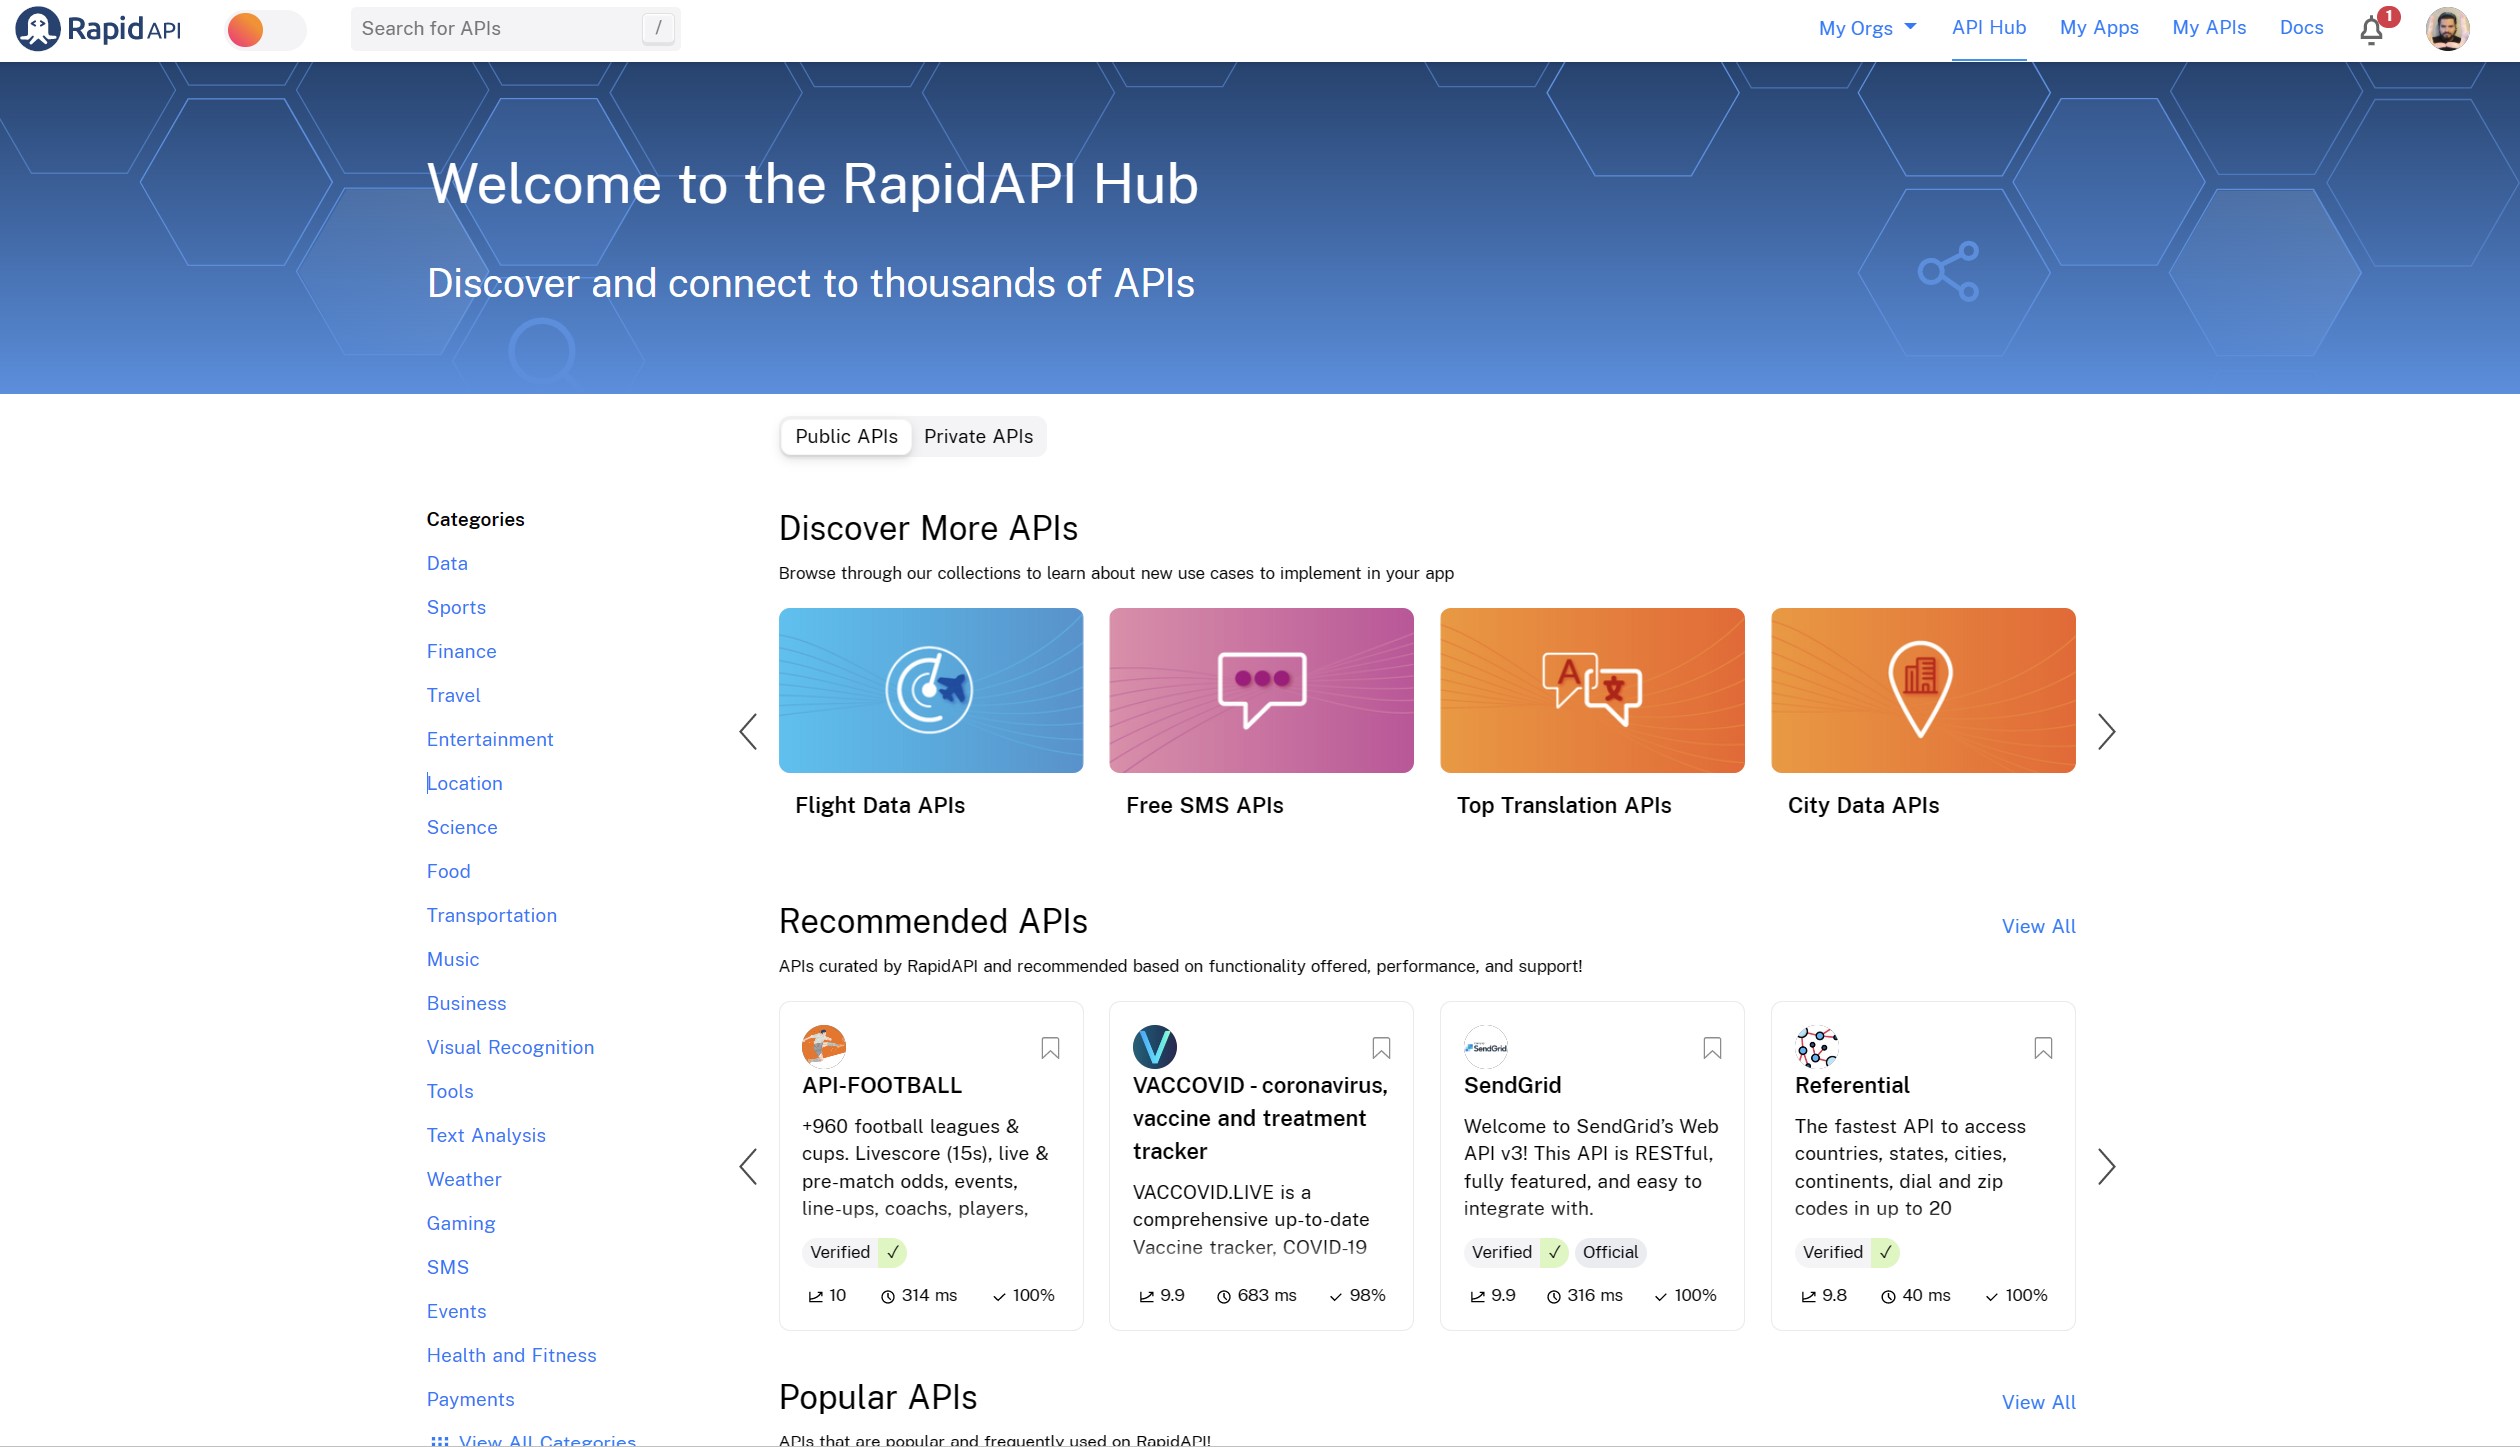 RapidAPI
Search for APIs
/
My Orgs
API Hub
My Apps
My APIs
Docs
1
Welcome to the RapidAPI Hub
Discover and connect to thousands of APIs
Public APIs
Private APIs
Categories
Data
Sports
Finance
Travel
Entertainment
Location
Science
Food
Transportation
Music
Business
Visual Recognition
Tools
Text Analysis
Weather
Gaming
SMS
Events
Health and Fitness
Payments
View All Categories
Discover More APIs
Browse through our collections to learn about new use cases to implement in your app
A
文
Flight Data APIs
Free SMS APIs
Top Translation APIs
City Data APIs
Recommended APIs
View All
APIs curated by RapidAPI and recommended based on functionality offered, performance, and support!
API-FOOTBALL
+960 football leagues &
cups. Livescore (15s), live &
pre-match odds, events,
line-ups, coachs, players,
Verified ✓
10
314 ms
100%
V
VACCOVID - coronavirus,
vaccine and treatment
tracker
VACCOVID.LIVE is a
comprehensive up-to-date
Vaccine tracker, COVID-19
9.9
683 ms
98%
SendGrid
SendGrid
Welcome to SendGrid’s Web
API v3! This API is RESTful,
fully featured, and easy to
integrate with.
Verified ✓ Official
9.9
316 ms
100%
Referential
The fastest API to access
countries, states, cities,
continents, dial and zip
codes in up to 20
Verified ✓
9.8
40 ms
100%
Popular APIs
View All
APIs that are popular and frequently used on RapidAPI!